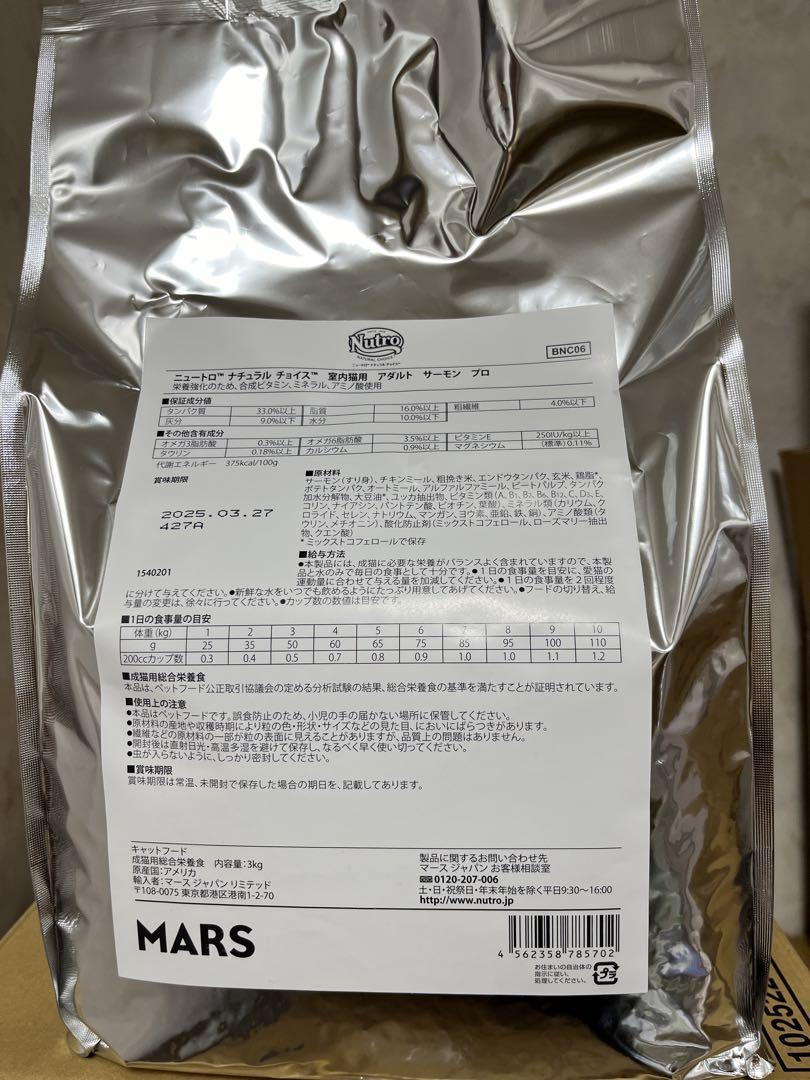 Nutro
NATURAL CHOICE
ニュートロ™ ナチュラル チョイス™
BNC06
ニュートロ™ ナチュラル チョイス™ 室内猫用 アダルト サーモン プロ
栄養強化のため、合成ビタミン、ミネラル、アミノ酸使用
■保証成分値
タンパク質 33.0%以上 脂質 16.0%以上 粗繊維 4.0%以下
灰分 9.0%以下 水分 10.0%以下
■その他含有成分
オメガ3脂肪酸 0.3%以上 オメガ6脂肪酸 3.5%以上 ビタミンE 250IU/kg以上
タウリン 0.18%以上 カルシウム 0.9%以上 マグネシウム (標準)0.11%
代謝エネルギー 375kcal/100g
賞味期限
2025.03.27
427A
1540201
■原材料
サーモン(すり身)、チキンミール、粗挽き米、エンドウタンパク、玄米、鶏脂*、
ポテトタンパク、オートミール、アルファルファミール、ビートパルプ、タンパク
加水分解物、大豆油*、ユッカ抽出物、ビタミン類(A、B1、B2、B6、B12、C、D3、E、
コリン、ナイアシン、パントテン酸、ビオチン、葉酸)、ミネラル類(カリウム、ク
ロライド、セレン、ナトリウム、マンガン、ヨウ素、亜鉛、鉄、銅)、アミノ酸類(タ
ウリン、メチオニン)、酸化防止剤(ミックストコフェロール、ローズマリー抽出
物、クエン酸)
*ミックストコフェロールで保存
■給与方法
●本製品には、成猫に必要な栄養がバランスよく含まれていますので、本製
品と水のみで毎日の食事として十分です。●1日の食事量を目安に、愛猫の
運動量に合わせて与える量を加減してください。●1日の食事量を2回程度
に分けて与えてください。●新鮮な水をいつでも飲めるようにたっぷり用意してあげてください。●フードの切り替え、給
与量の変更は、徐々に行ってください。●カップ数の数値は目安です。
■1日の食事量の目安
体重(kg) 1 2 3 4 5 6 7 8 9 10
g 25 35 50 60 65 75 85 95 100 110
200ccカップ数 0.3 0.4 0.5 0.7 0.8 0.9 1.0 1.0 1.1 1.2
■成猫用総合栄養食
本品は、ペットフード公正取引協議会の定める分析試験の結果、総合栄養食の基準を満たすことが証明されています。
■使用上の注意
●本品はペットフードです。誤食防止のため、小児の手の届かない場所に保管してください。
●原材料の産地や収穫時期により粒の色・形状・サイズなどの見た目、においにばらつきがあります。
●繊維などの原材料の一部が粒の表面に見えることがありますが、品質上の問題はありません。
●開封後は直射日光・高温多湿を避けて保存し、なるべく早く使い切ってください。
●虫が入らないように、しっかり密封してください。
■賞味期限
賞味期限は常温、未開封で保存した場合の期日を、記載してあります。
キャットフード
成猫用総合栄養食 内容量:3kg
原産国:アメリカ
輸入者:マース ジャパン リミテッド
〒108-0075 東京都港区港南1-2-70
製品に関するお問い合わせ先
マース ジャパン お客様相談室
0120-207-006
土・日・祝祭日・年末年始を除く平日9:30〜16:00
http://www.nutro.jp
MARS
4 562358 785702
お住まいの自治体の
指示に従い、
処理してください。
プラ
102522